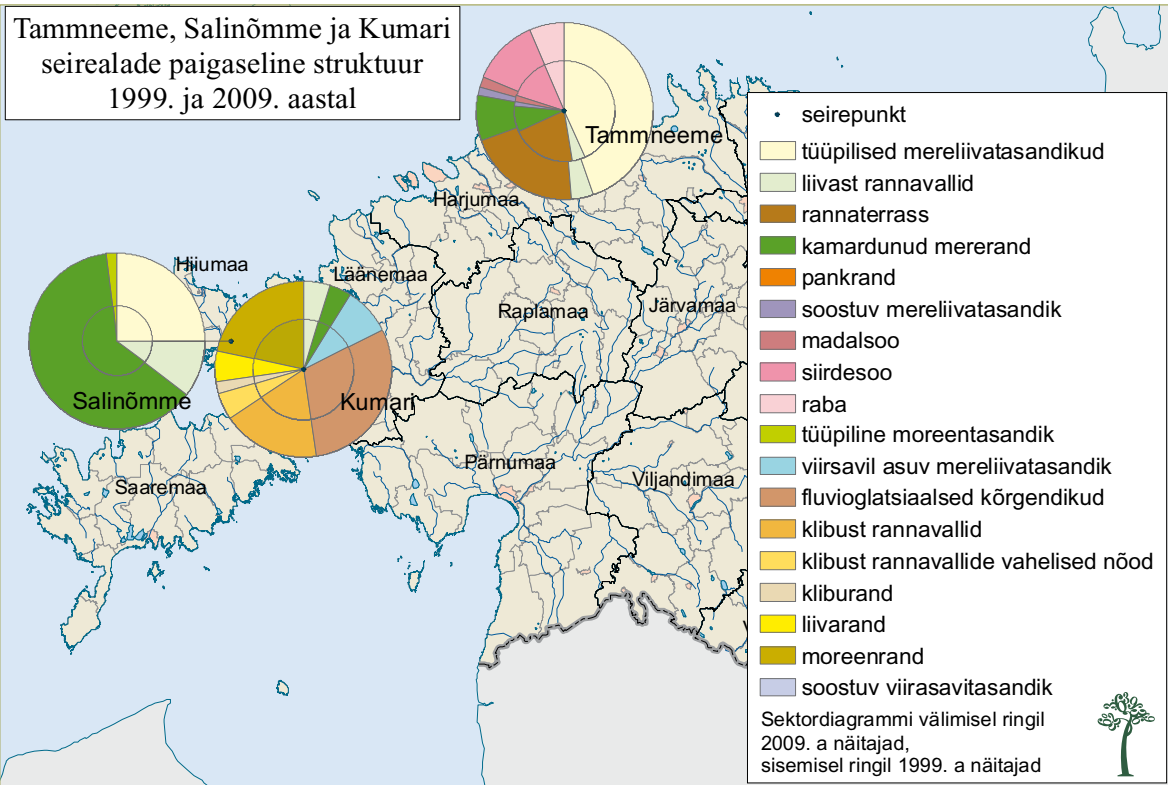 Tammneeme, Salinõmme ja Kumari
seirealade paigaseline struktuur
1999. ja 2009. aastal
Tammneeme
Harjumaa
Hiiumaa
Läänemaa
Raplamaa
Järvamaa
Salinõmme
Kumari
Saaremaa
Pärnumaa
Viljandimaa
seirepunkt
tüüpilised mereliivatasandikud
liivast rannavallid
rannaterrass
kamardunud mererand
pankrand
soostuv mereliivatasandik
madalsoo
siirdesoo
raba
tüüpiline moreentasandik
viirsavil asuv mereliivatasandik
fluvioglatsiaalsed kõrgendikud
klibust rannavallid
klibust rannavallide vahelised nõod
kliburand
liivarand
moreenrand
soostuv viirasavitasandik
Sektordiagrammi välimisel ringil
2009. a näitajad,
sisemisel ringil 1999. a näitajad